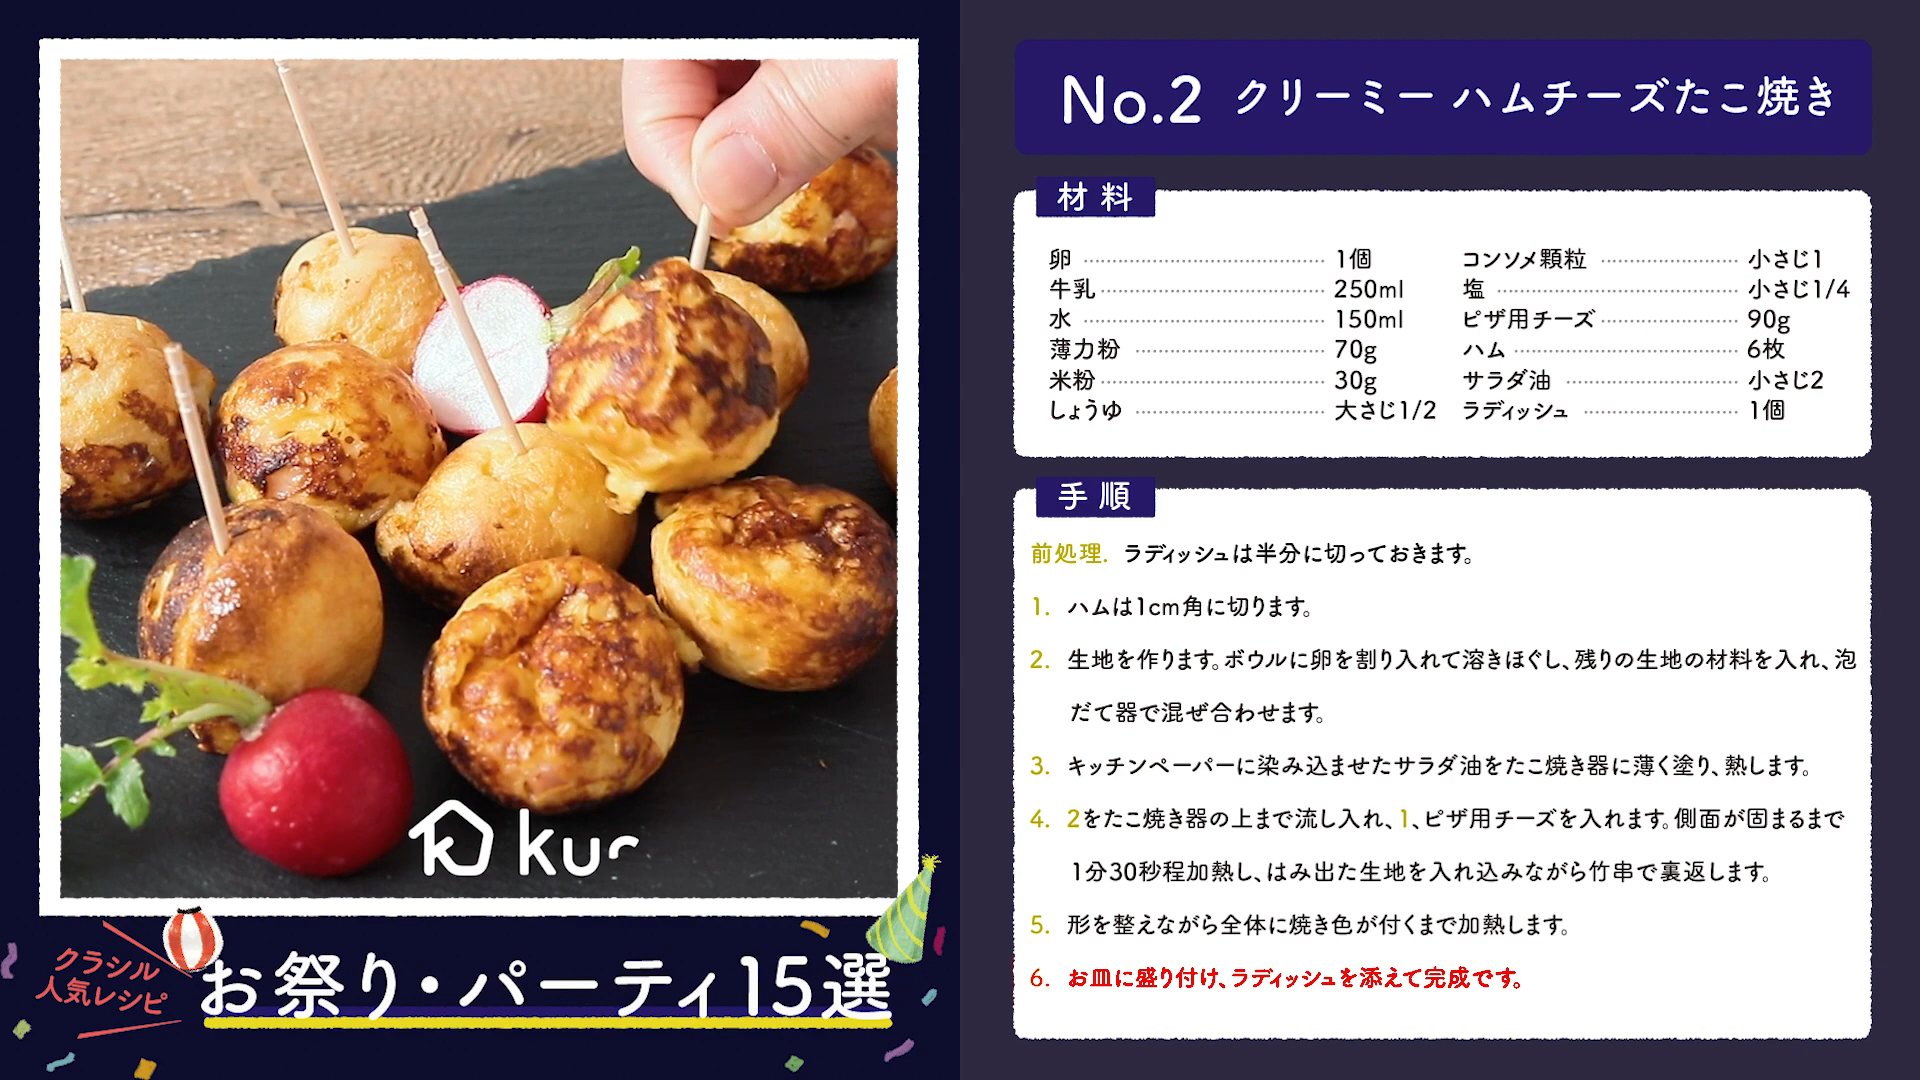 No.2 クリーミー ハムチーズたこ焼き
材料
卵 1個
牛乳 250ml
水 150ml
薄力粉 70g
米粉 30g
しょうゆ 大さじ1/2
コンソメ顆粒 小さじ1
塩 小さじ1/4
ピザ用チーズ 90g
ハム 6枚
サラダ油 小さじ2
ラディッシュ 1個
手順
前処理. ラディッシュは半分に切っておきます。
1. ハムは1cm角に切ります。
2. 生地を作ります。ボウルに卵を割り入れて溶きほぐし、残りの生地の材料を入れ、泡
だて器で混ぜ合わせます。
3. キッチンペーパーに染み込ませたサラダ油をたこ焼き器に薄く塗り、熱します。
4. 2をたこ焼き器の上まで流し入れ、1、ピザ用チーズを入れます。側面が固まるまで
1分30秒程加熱し、はみ出た生地を入れ込みながら竹串で裏返します。
5. 形を整えながら全体に焼き色が付くまで加熱します。
6. お皿に盛り付け、ラディッシュを添えて完成です。
クラシル
人気レシピ
お祭り・パーティ15選